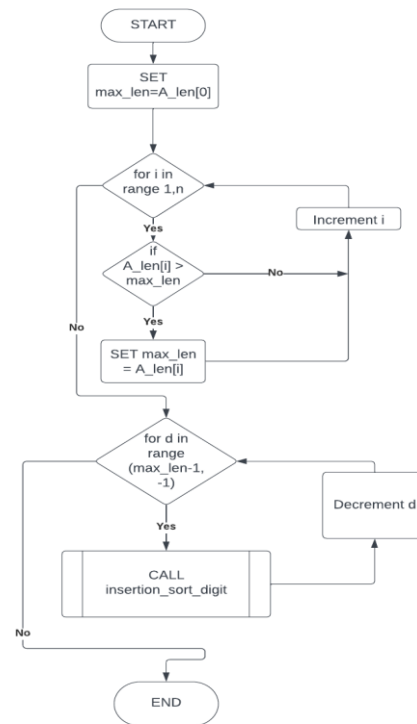 START
SET
max_len=A_len[0]
for i in
range 1,n
Increment i
Yes
if
A_len[i] >
max_len
No
Yes
No
SET max_len
= A_len[i]
for d in
range
(max_len-1,
-1)
Decrement d
Yes
CALL
insertion_sort_digit
No
END